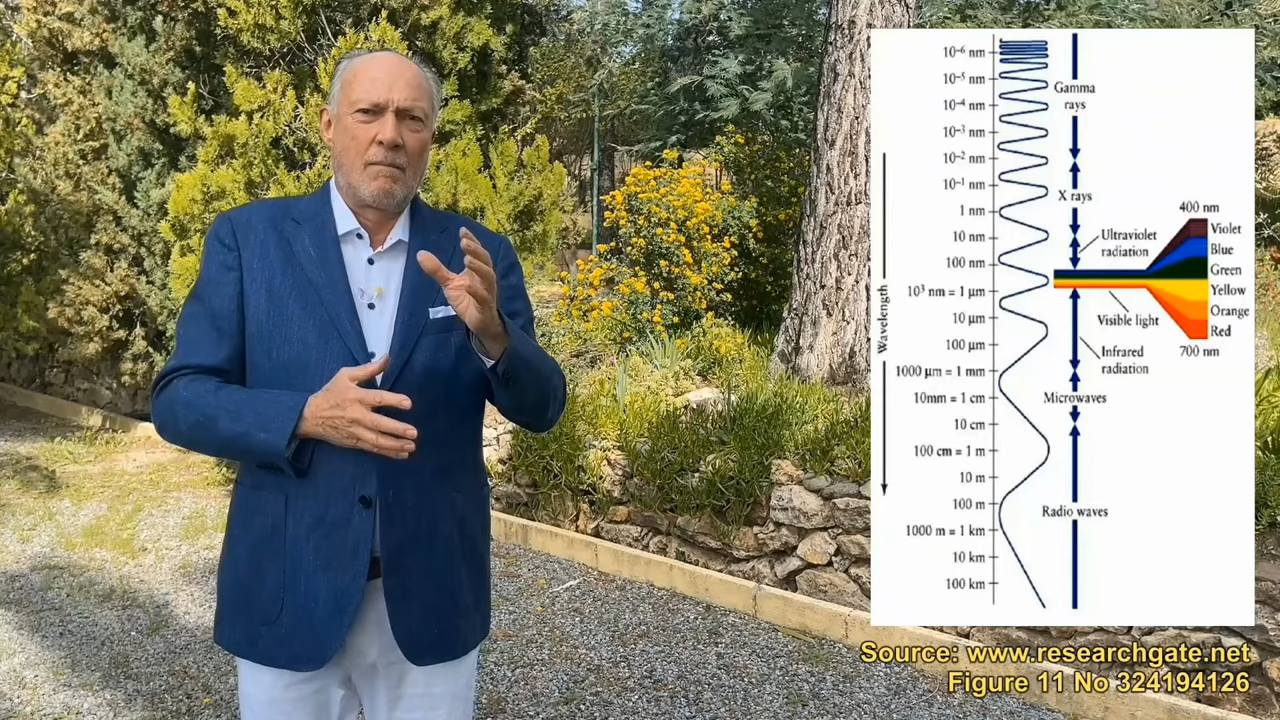 10⁻⁶ nm
10⁻⁵ nm
10⁻⁴ nm
10⁻³ nm
10⁻² nm
10⁻¹ nm
1 nm
10 nm
100 nm
10³ nm = 1 µm
10 µm
100 µm
1000 µm = 1 mm
10mm = 1 cm
10 cm
100 cm = 1 m
10 m
100 m
1000 m = 1 km
10 km
100 km
Wavelength
Gamma
rays
X rays
Ultraviolet
radiation
Visible light
Infrared
radiation
Microwaves
Radio waves
400 nm
Violet
Blue
Green
Yellow
Orange
Red
700 nm
Source: www.researchgate.net
Figure 11 No 324194126